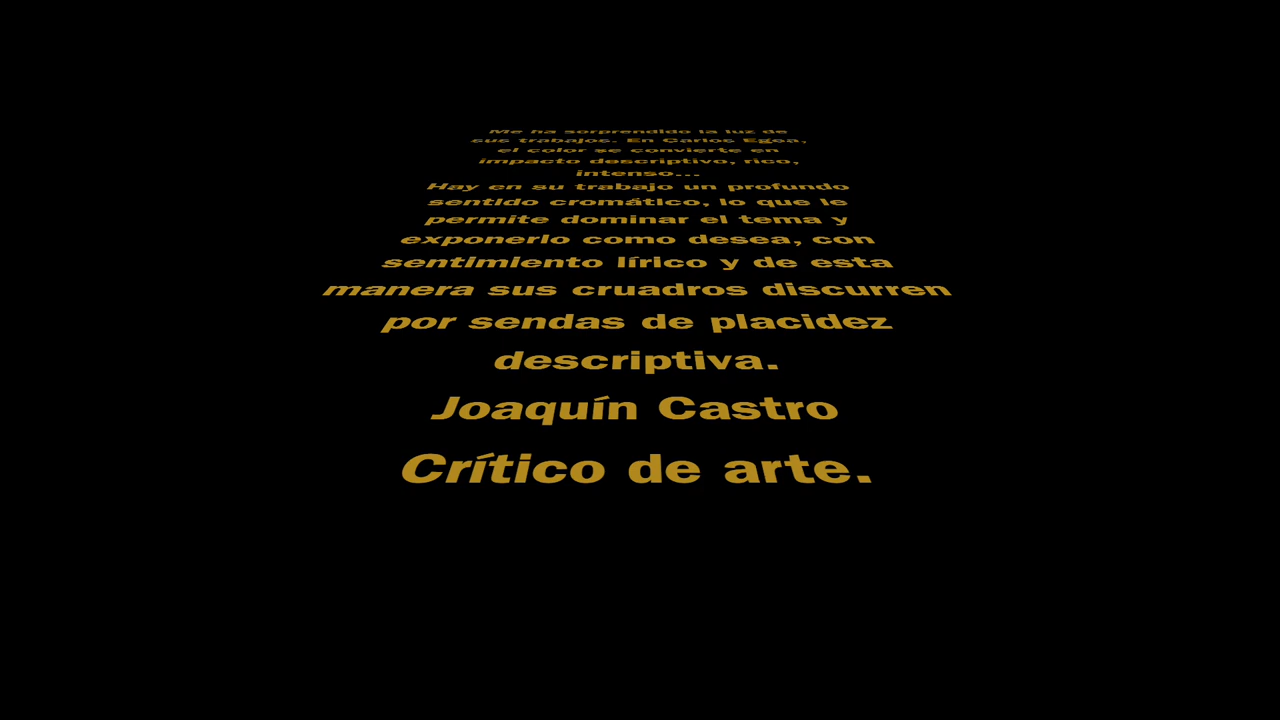 Me ha sorprendido la luz de
sus trabajos. En Carlos Egea,
el color se convierte en
impacto descriptivo, rico,
intenso...
Hay en su trabajo un profundo
sentido cromático, lo que le
permite dominar el tema y
exponerlo como desea, con
sentimiento lírico y de esta
manera sus cruadros discurren
por sendas de placidez
descriptiva.
Joaquín Castro
Crítico de arte.